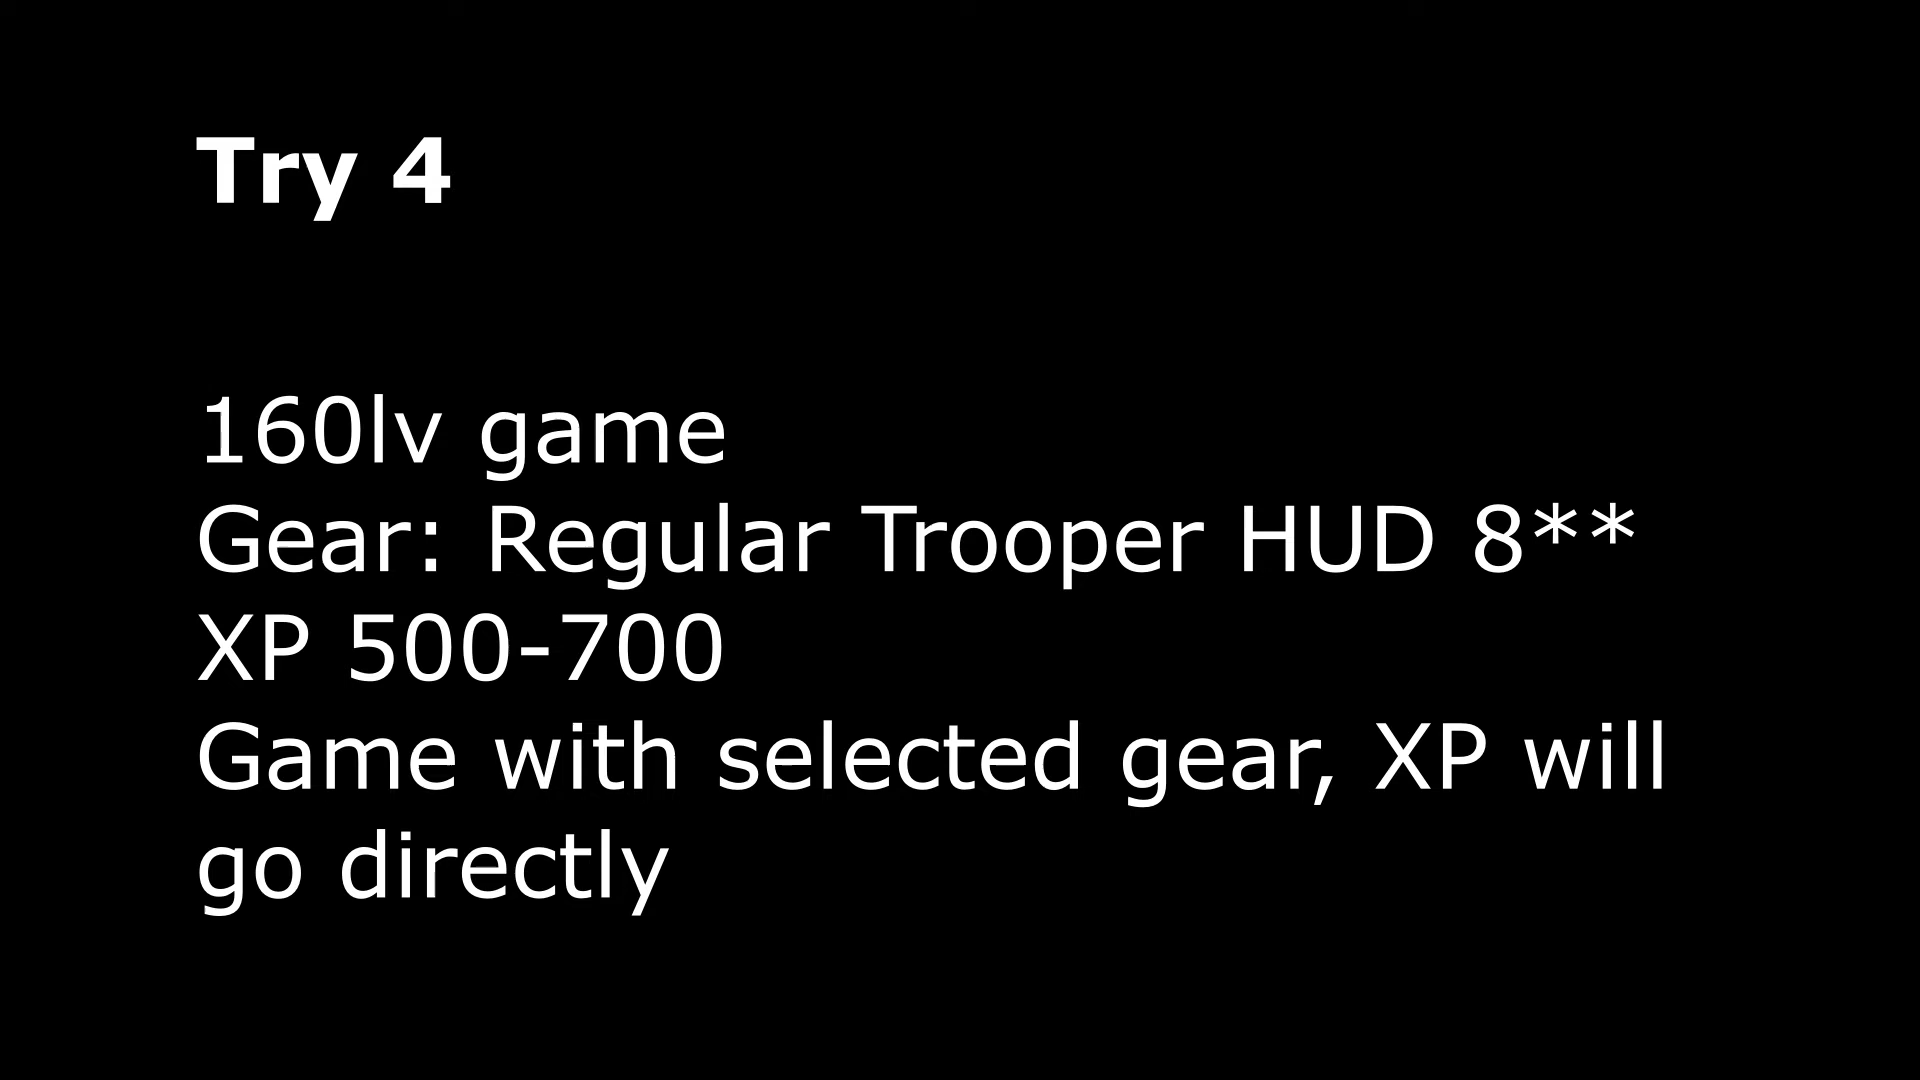 Try 4
160lv game
Gear: Regular Trooper HUD 8**
XP 500-700
Game with selected gear, XP will
go directly